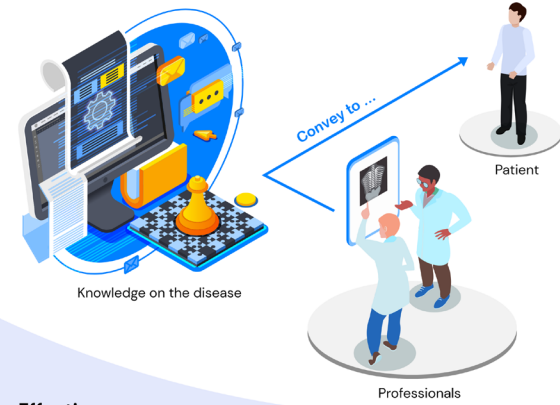 Convey to ...
Patient
Knowledge on the disease
Professionals